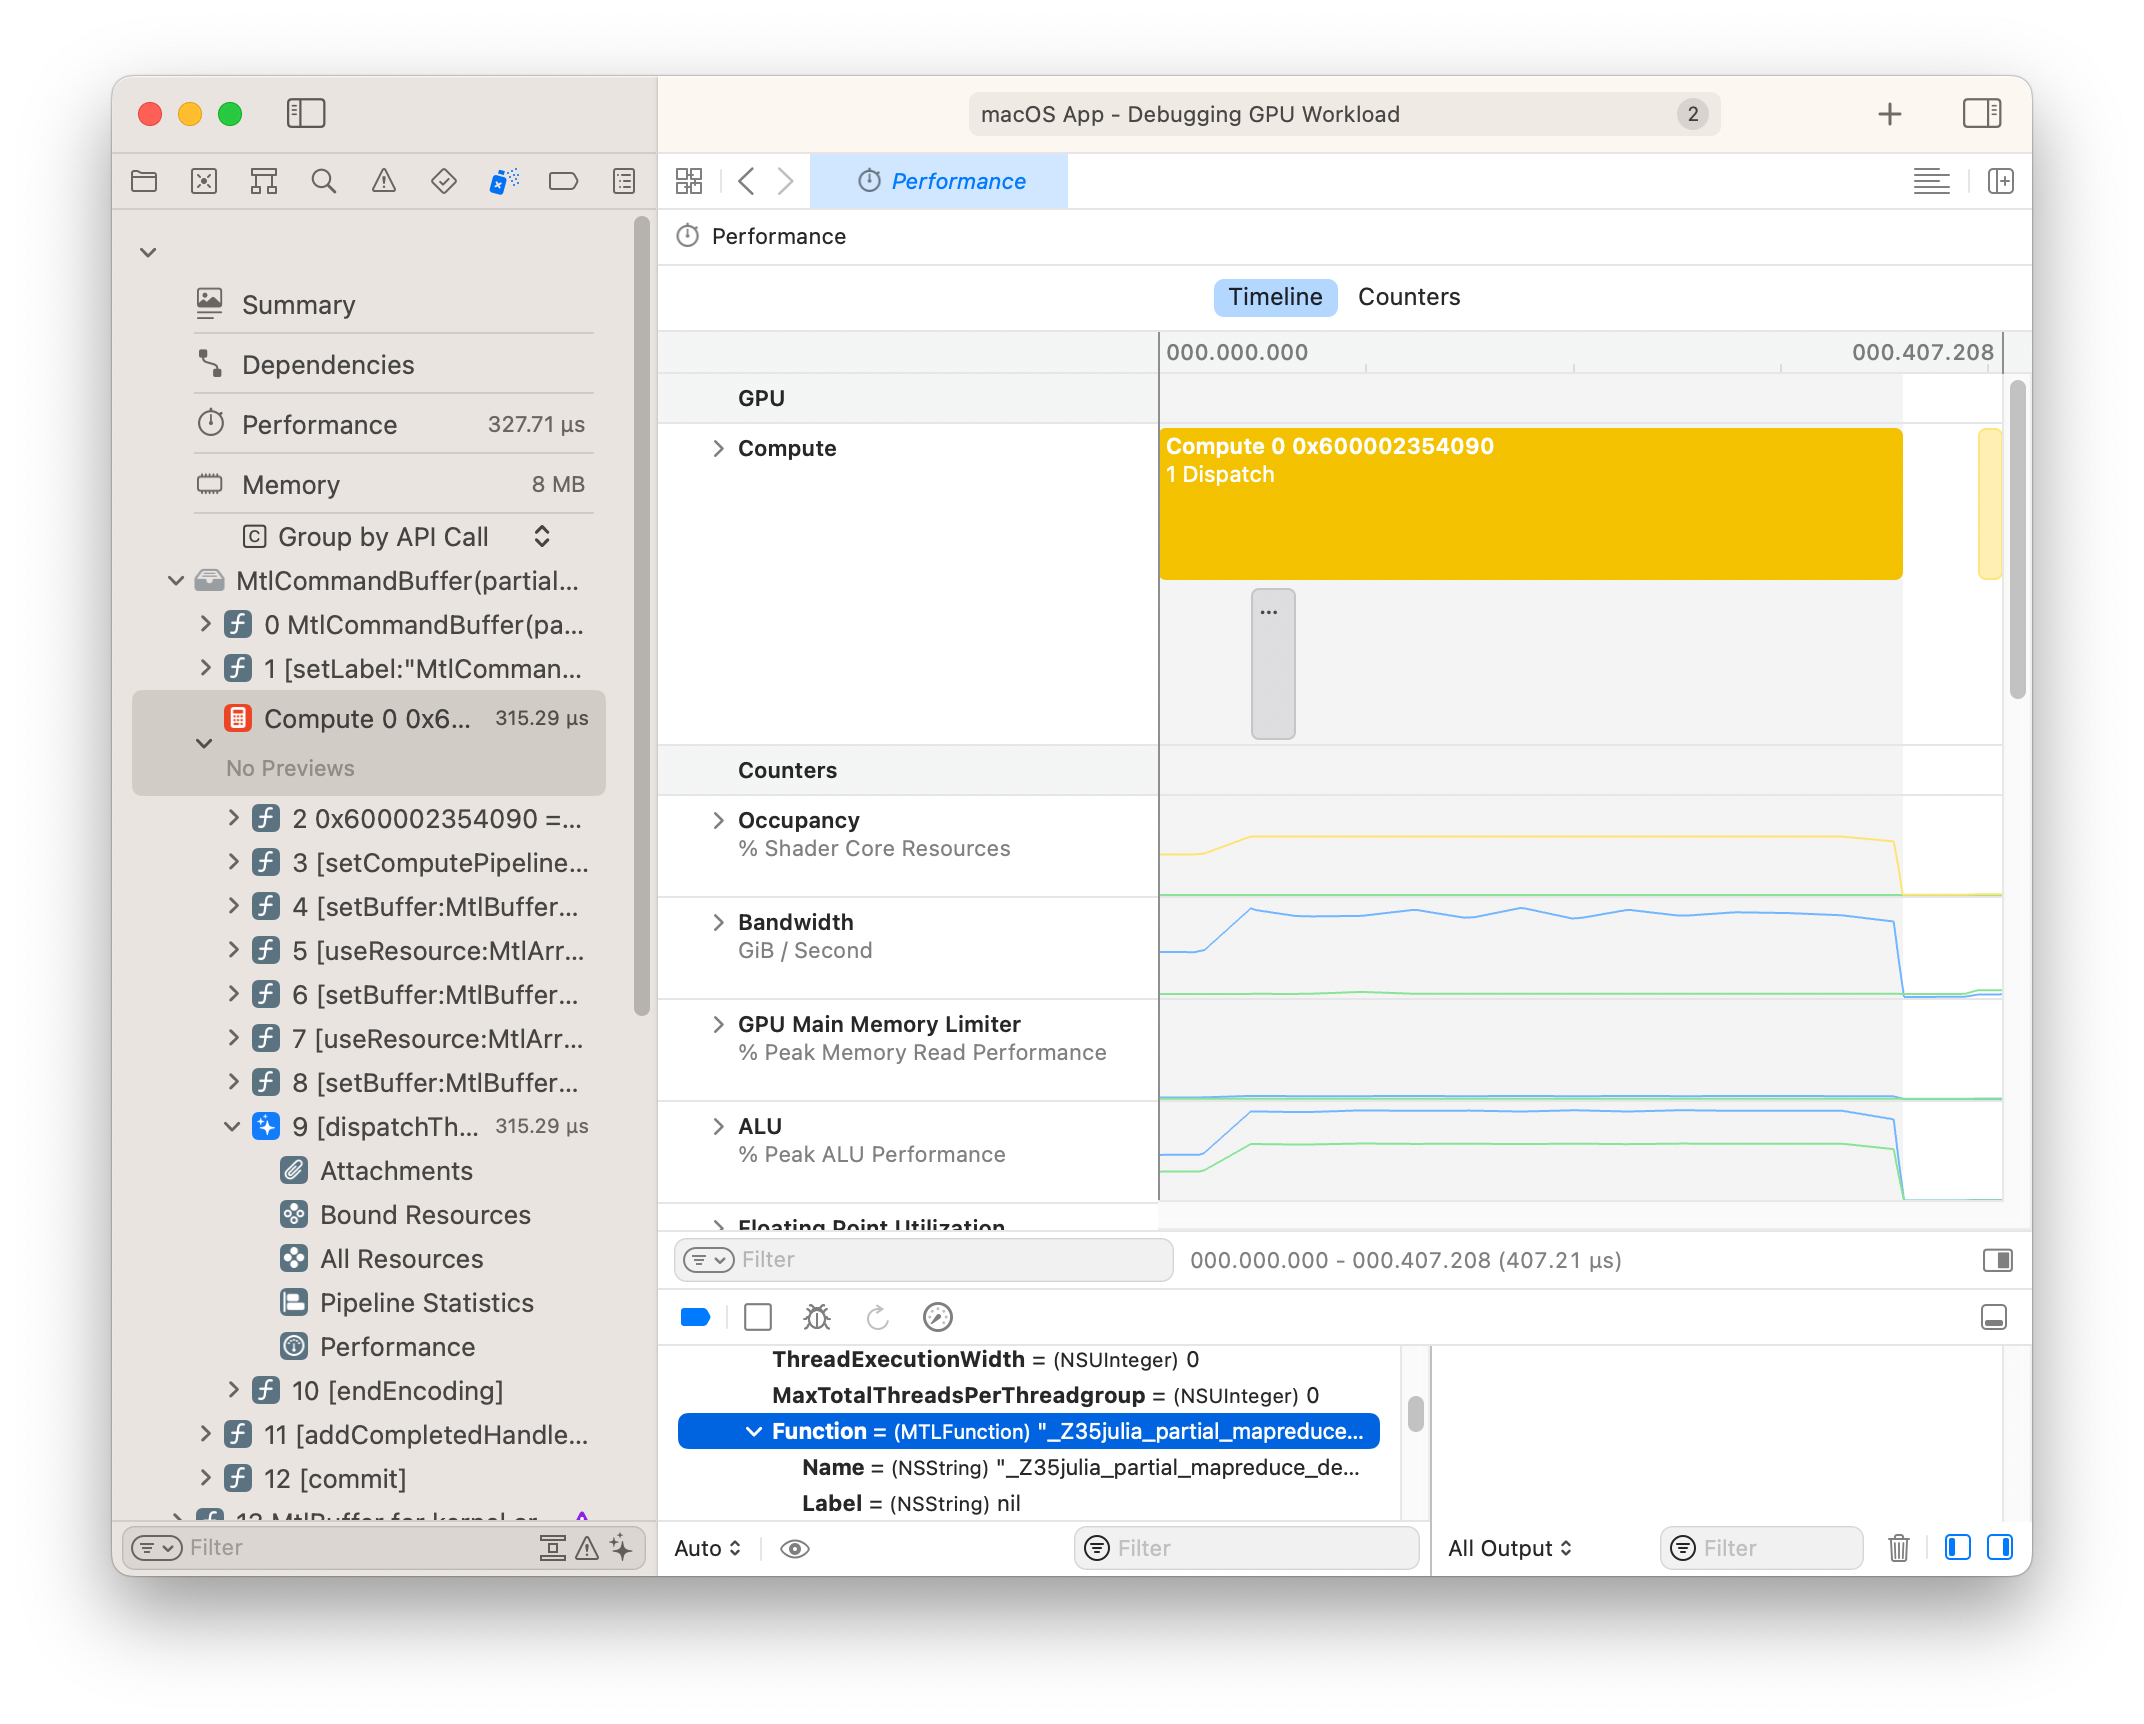 macOS App - Debugging GPU Workload
2
Performance
Performance
Timeline
Counters
Summary
Dependencies
Performance 327.71 µs
Memory 8 MB
Group by API Call
MtlCommandBuffer(partial...
0 MtlCommandBuffer(pa...
1 [setLabel:"MtlComman...
Compute 0 0x6... 315.29 µs
No Previews
2 0x600002354090 =...
3 [setComputePipeline...
4 [setBuffer:MtlBuffer...
5 [useResource:MtlArr...
6 [setBuffer:MtlBuffer...
7 [useResource:MtlArr...
8 [setBuffer:MtlBuffer...
9 [dispatchTh... 315.29 µs
Attachments
Bound Resources
All Resources
Pipeline Statistics
Performance
10 [endEncoding]
11 [addCompletedHandle...
12 [commit]
13 MtlBuffer for kernel
Filter
000.000.000
000.407.208
GPU
Compute
Compute 0 0x600002354090
1 Dispatch
...
Counters
Occupancy
% Shader Core Resources
Bandwidth
GiB / Second
GPU Main Memory Limiter
% Peak Memory Read Performance
ALU
% Peak ALU Performance
Floating Point Utilization
Filter
000.000.000 - 000.407.208 (407.21 µs)
ThreadExecutionWidth = (NSUInteger) 0
MaxTotalThreadsPerThreadgroup = (NSUInteger) 0
Function = (MTLFunction) "_Z35julia_partial_mapreduce...
Name = (NSString) "_Z35julia_partial_mapreduce_de...
Label = (NSString) nil
Auto
Filter
All Output
Filter